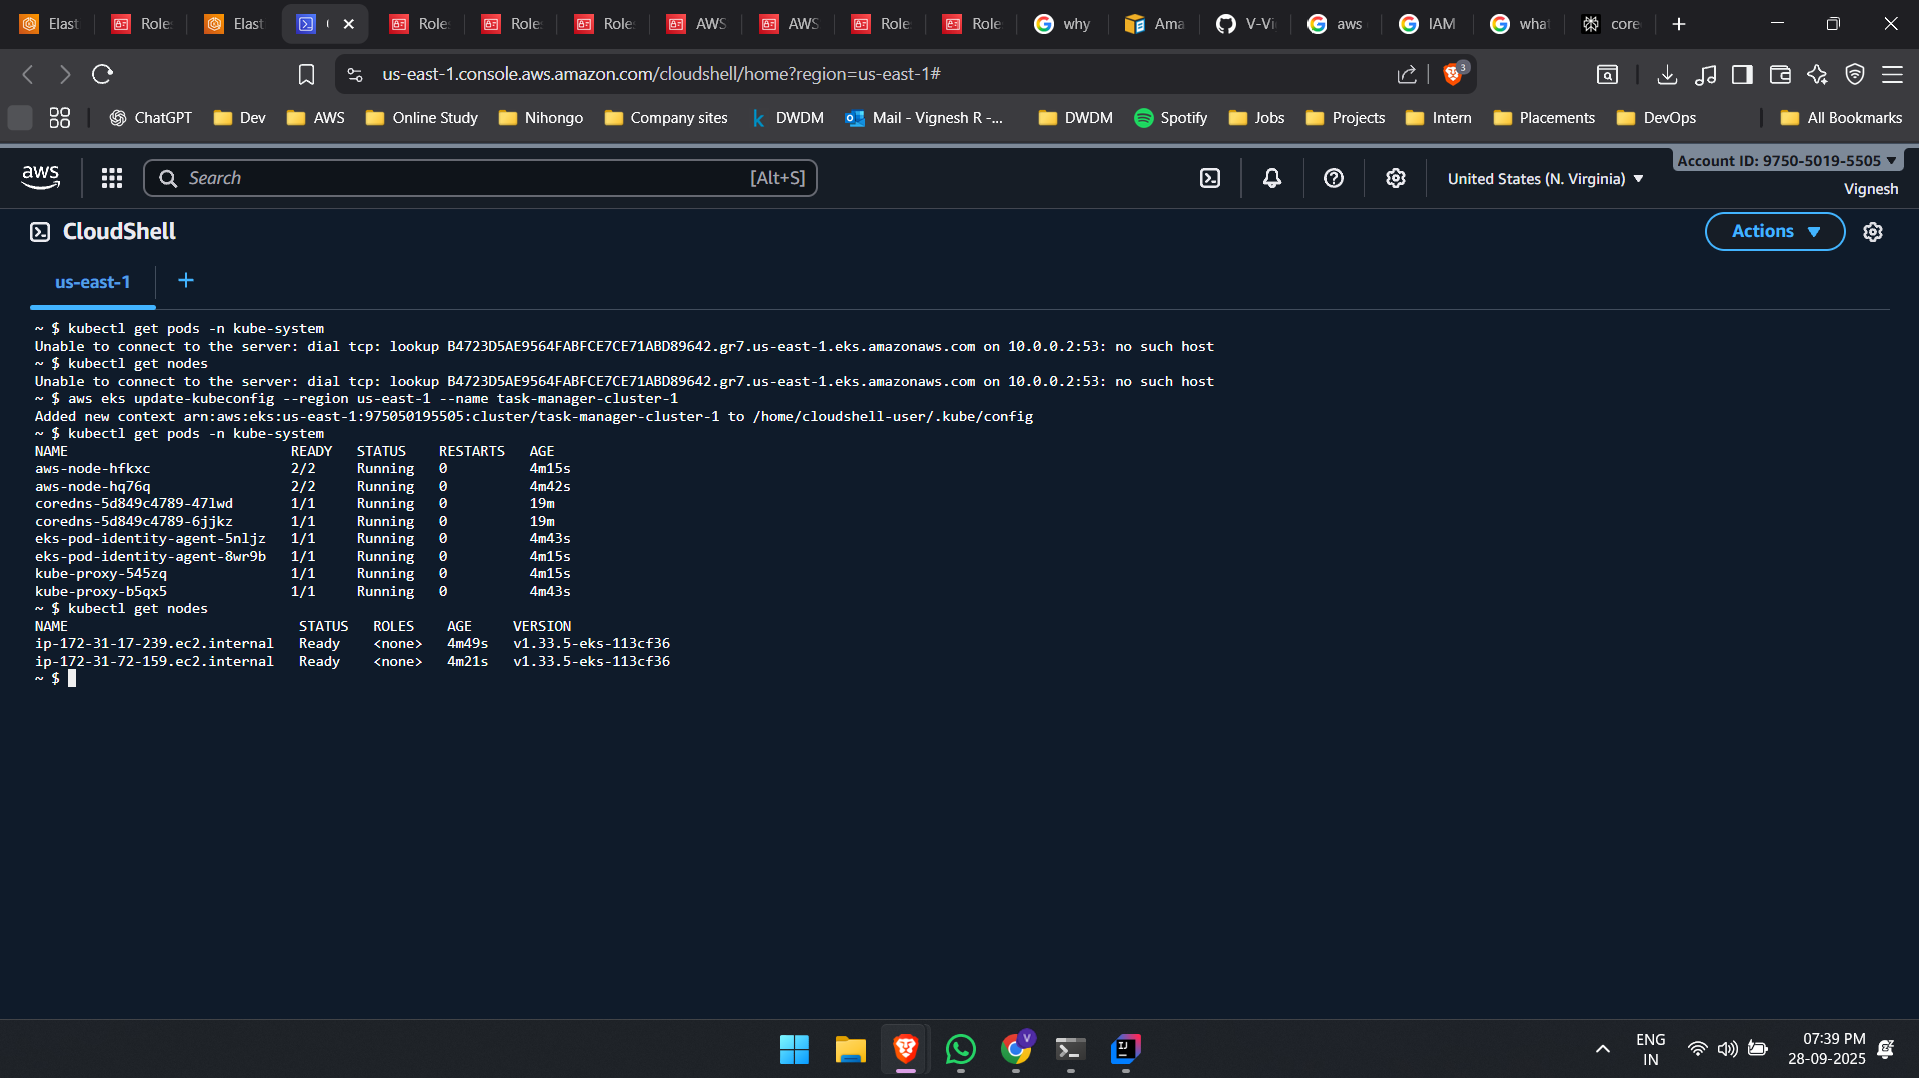 Elast
Role
Elast
Role
Role
Role
AWS
AWS
Role
Role
why
Ama
V-Vi
aws
IAM
what
core
us-east-1.console.aws.amazon.com/cloudshell/home?region=us-east-1#
3
ChatGPT
Dev
AWS
Online Study
Nihongo
Company sites
DWDM
Mail - Vignesh R -...
DWDM
Spotify
Jobs
Projects
Intern
Placements
DevOps
All Bookmarks
aws
Search
[Alt+S]
United States (N. Virginia)
Account ID: 9750-5019-5505
Vignesh
CloudShell
Actions
us-east-1
+
~ $ kubectl get pods -n kube-system
Unable to connect to the server: dial tcp: lookup B4723D5AE9564FABFCE7CE71ABD89642.gr7.us-east-1.eks.amazonaws.com on 10.0.0.2:53: no such host
~ $ kubectl get nodes
Unable to connect to the server: dial tcp: lookup B4723D5AE9564FABFCE7CE71ABD89642.gr7.us-east-1.eks.amazonaws.com on 10.0.0.2:53: no such host
~ $ aws eks update-kubeconfig --region us-east-1 --name task-manager-cluster-1
Added new context arn:aws:eks:us-east-1:975050195505:cluster/task-manager-cluster-1 to /home/cloudshell-user/.kube/config
~ $ kubectl get pods -n kube-system
NAME READY STATUS RESTARTS AGE
aws-node-hfkxc 2/2 Running 0 4m15s
aws-node-hq76q 2/2 Running 0 4m42s
coredns-5d849c4789-47lwd 1/1 Running 0 19m
coredns-5d849c4789-6jjkz 1/1 Running 0 19m
eks-pod-identity-agent-5nljz 1/1 Running 0 4m43s
eks-pod-identity-agent-8wr9b 1/1 Running 0 4m15s
kube-proxy-545zq 1/1 Running 0 4m15s
kube-proxy-b5qx5 1/1 Running 0 4m43s
~ $ kubectl get nodes
NAME STATUS ROLES AGE VERSION
ip-172-31-17-239.ec2.internal Ready <none> 4m49s v1.33.5-eks-113cf36
ip-172-31-72-159.ec2.internal Ready <none> 4m21s v1.33.5-eks-113cf36
~ $
V
IJ
ENG
IN
07:39 PM
28-09-2025